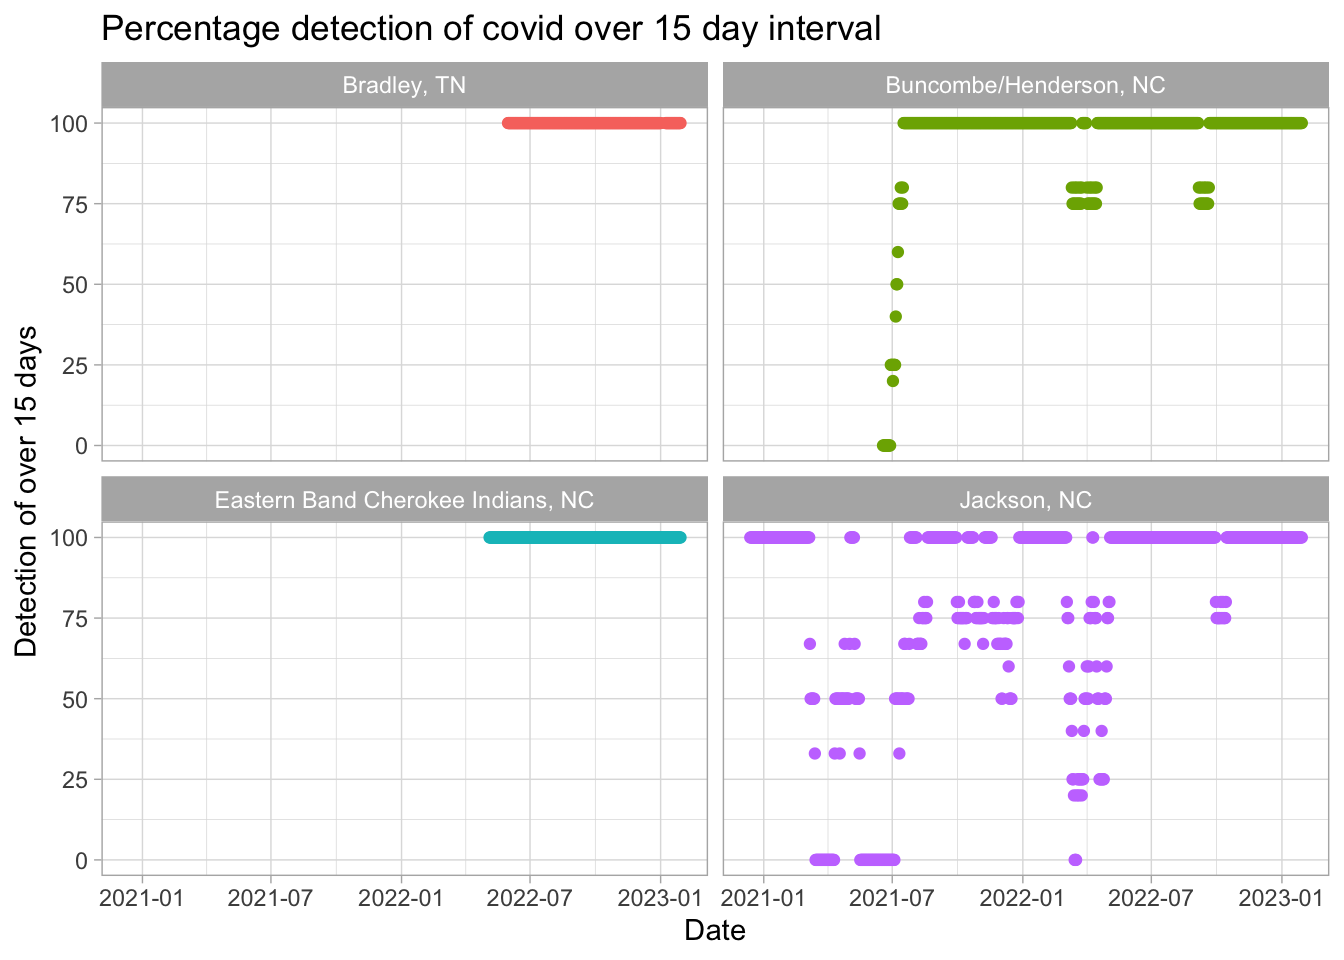 Percentage detection of covid over 15 day interval
Bradley, TN
Buncombe/Henderson, NC
100
75
50
25
0
Eastern Band Cherokee Indians, NC
Jackson, NC
100
75
50
25
0
Detection of over 15 days
2021-01 2021-07 2022-01 2022-07 2023-01
2021-01 2021-07 2022-01 2022-07 2023-01
Date